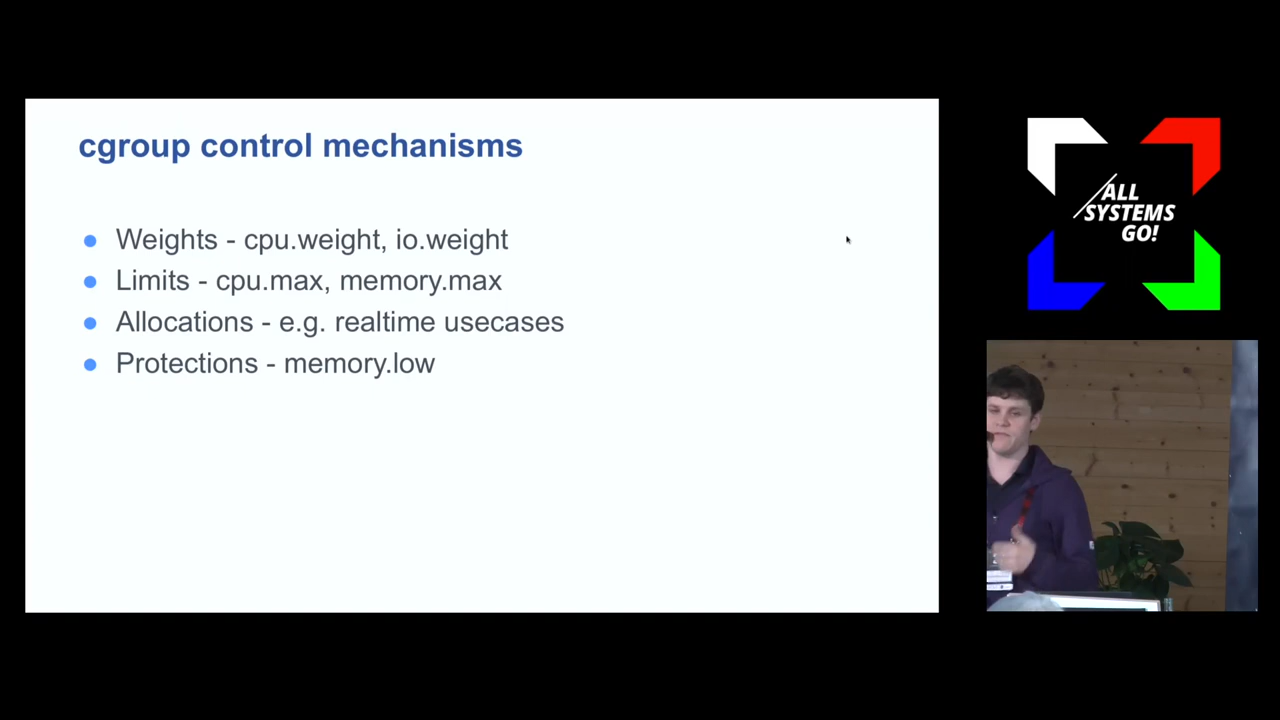 cgroup control mechanisms
● Weights - cpu.weight, io.weight
● Limits - cpu.max, memory.max
● Allocations - e.g. realtime usecases
● Protections - memory.low
ALL
SYSTEMS
GO!